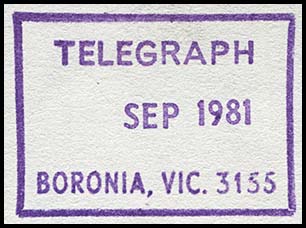 TELEGRAPH
SEP 1981
BORONIA, VIC. 3155